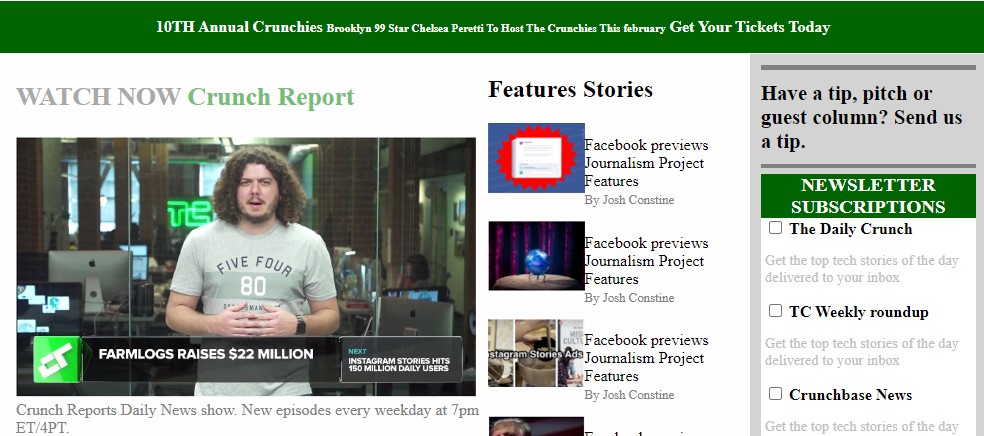 10TH Annual Crunchies Brooklyn 99 Star Chelsea Peretti To Host The Crunchies This february Get Your Tickets Today
WATCH NOW Crunch Report
TC
FIVE FOUR
80
FARMLOGS RAISES $22 MILLION
NEXT
INSTAGRAM STORIES HITS
150 MILLION DAILY USERS
Crunch Reports Daily News show. New episodes every weekday at 7pm
ET/4PT.
Features Stories
Facebook previews
Journalism Project
Features
By Josh Constine
Facebook previews
Journalism Project
Features
By Josh Constine
Instagram Stories Ads
Facebook previews
Journalism Project
Features
By Josh Constine
Facebook previews
Have a tip, pitch or
guest column? Send us
a tip.
NEWSLETTER
SUBSCRIPTIONS
The Daily Crunch
Get the top tech stories of the day
delivered to your inbox
TC Weekly roundup
Get the top tech stories of the day
delivered to your inbox
Crunchbase News
Get the top tech stories of the day